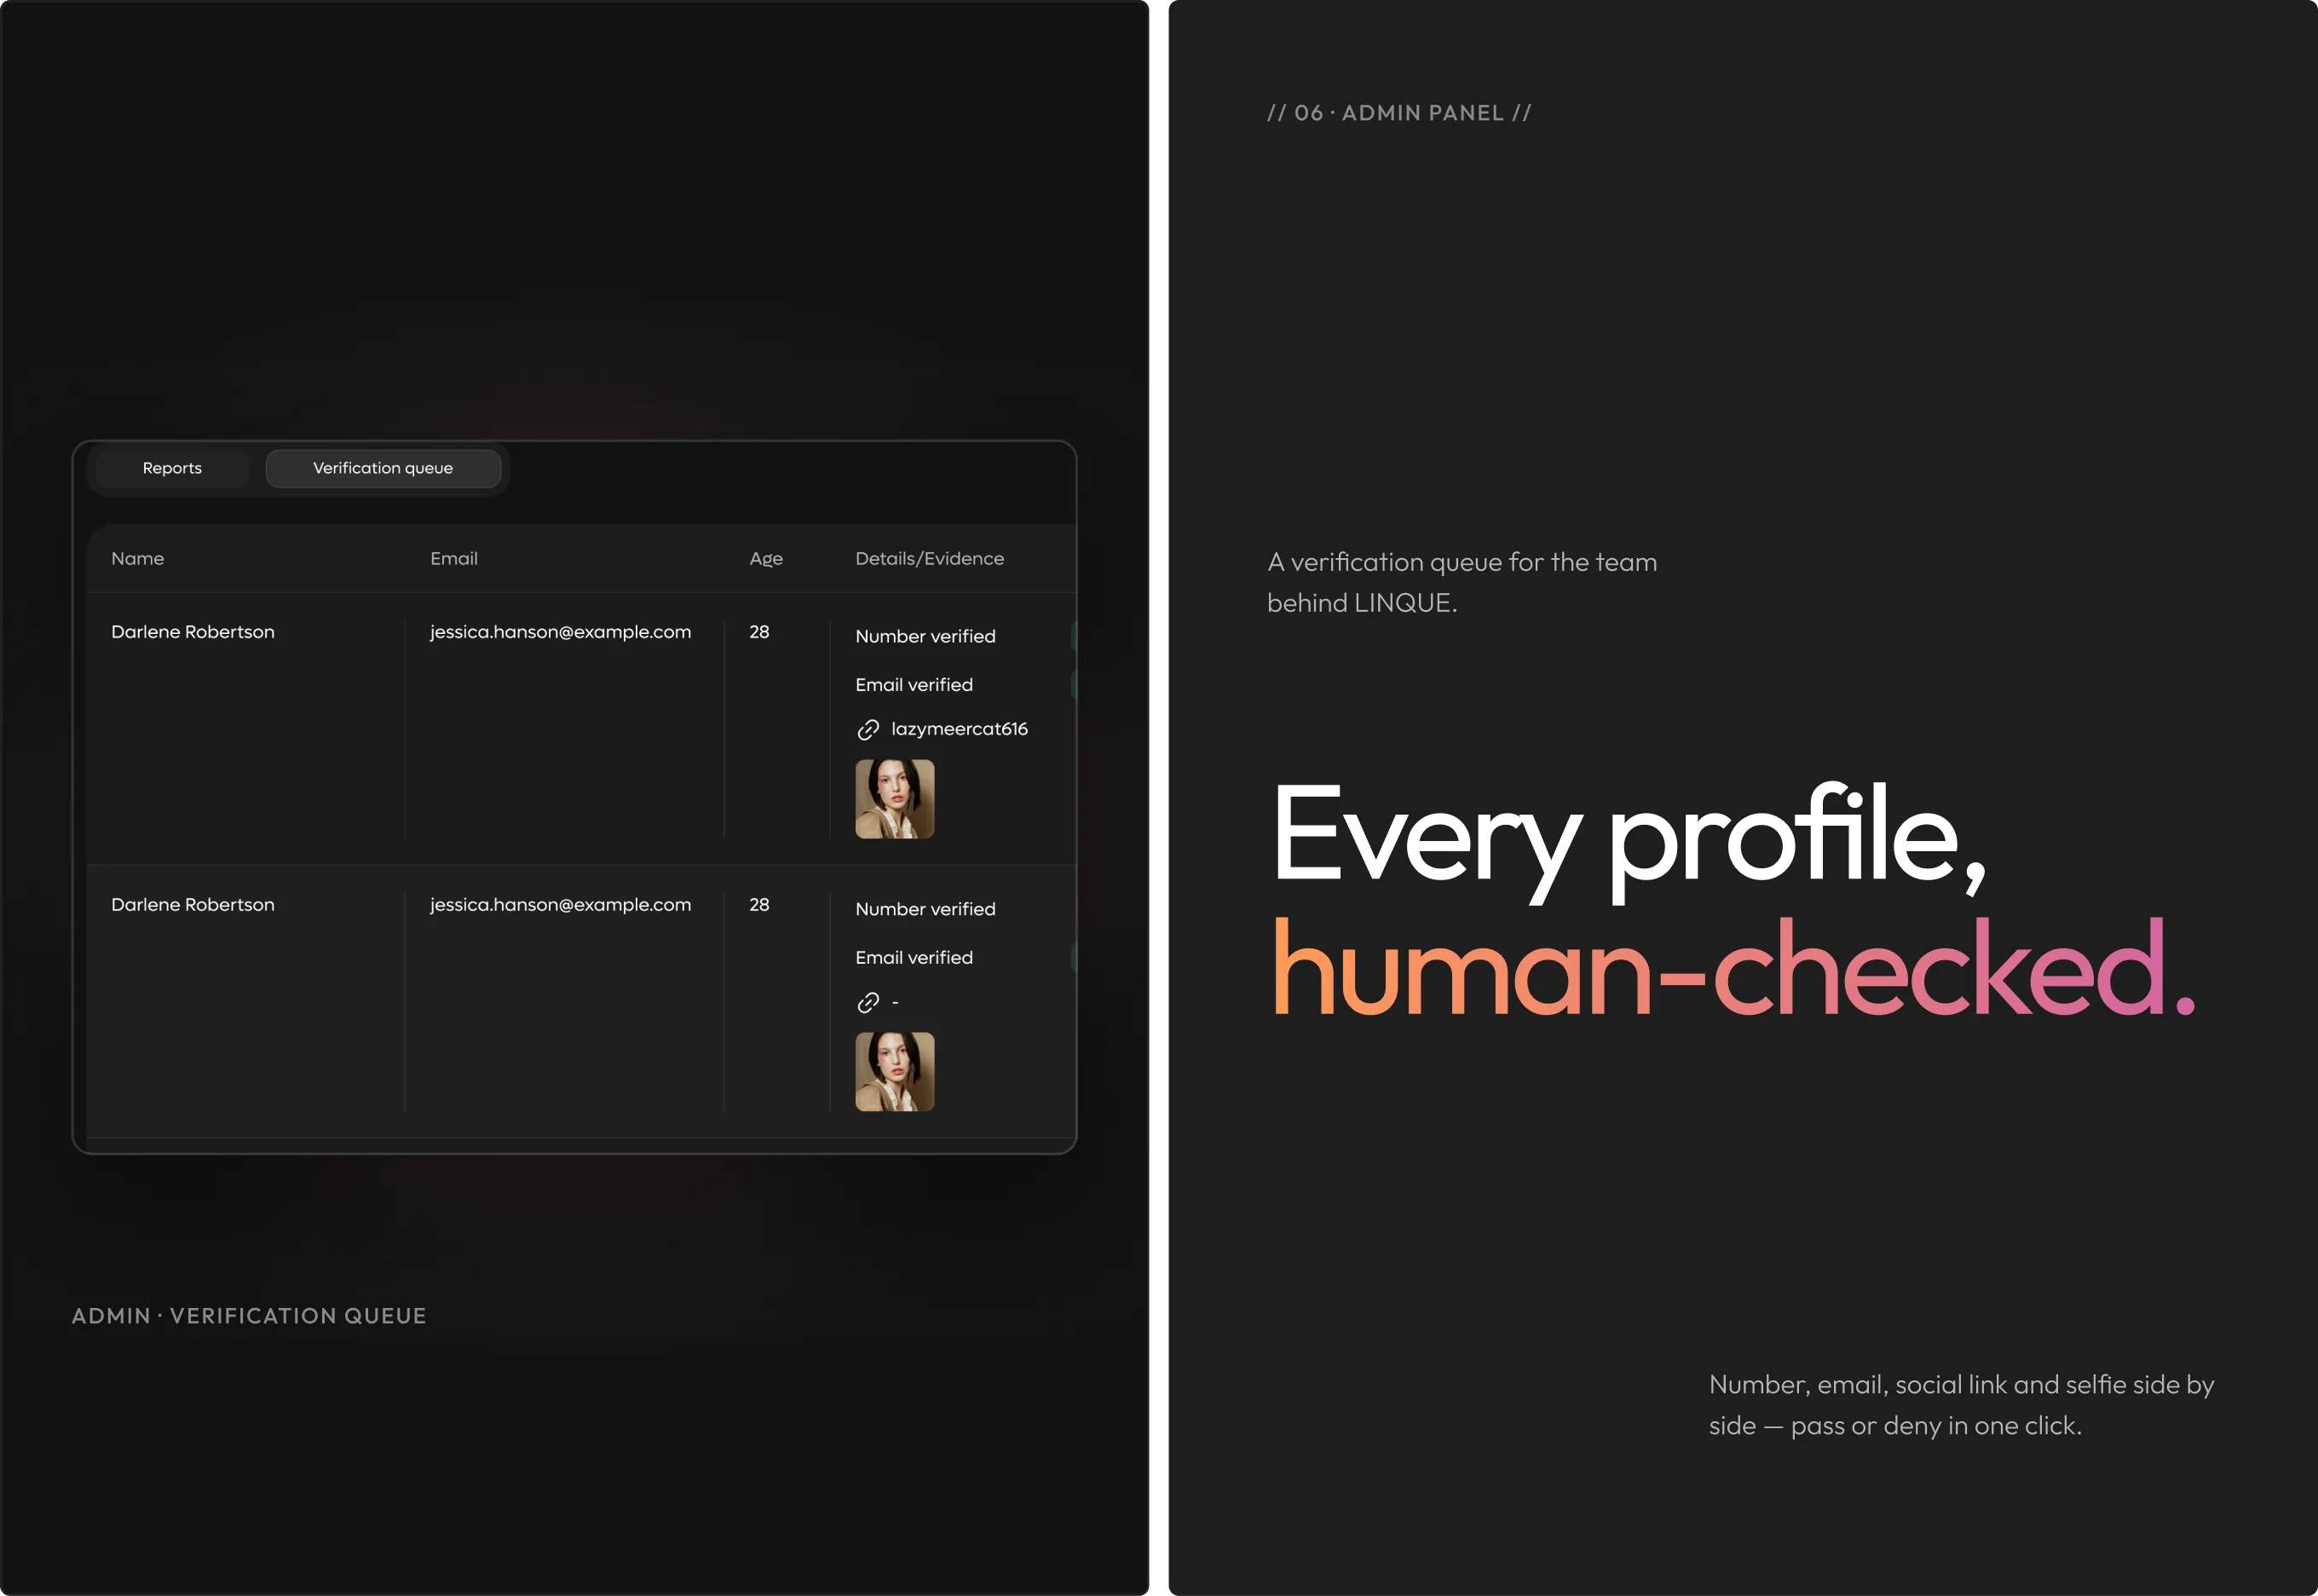 Reports
Verification queue
Name
Email
Age
Details/Evidence
Darlene Robertson
jessica.hanson@example.com
28
Number verified
Email verified
lazymeercat616
Darlene Robertson
jessica.hanson@example.com
28
Number verified
Email verified
-
ADMIN · VERIFICATION QUEUE
// 06 · ADMIN PANEL //
A verification queue for the team
behind LINQUE.
Every profile,
human-checked.
Number, email, social link and selfie side by
side — pass or deny in one click.